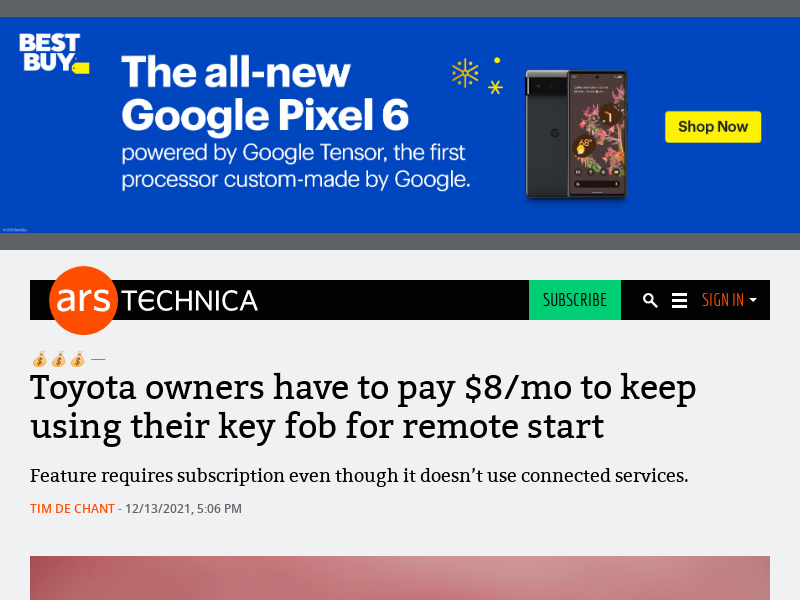 BEST
BUY
The all-new
Google Pixel 6
powered by Google Tensor, the first
processor custom-made by Google.
Shop Now
ars TECHNICA
SUBSCRIBE
SIGN IN
Toyota owners have to pay $8/mo to keep
using their key fob for remote start
Feature requires subscription even though it doesn't use connected services.
TIM DE CHANT - 12/13/2021, 5:06 PM